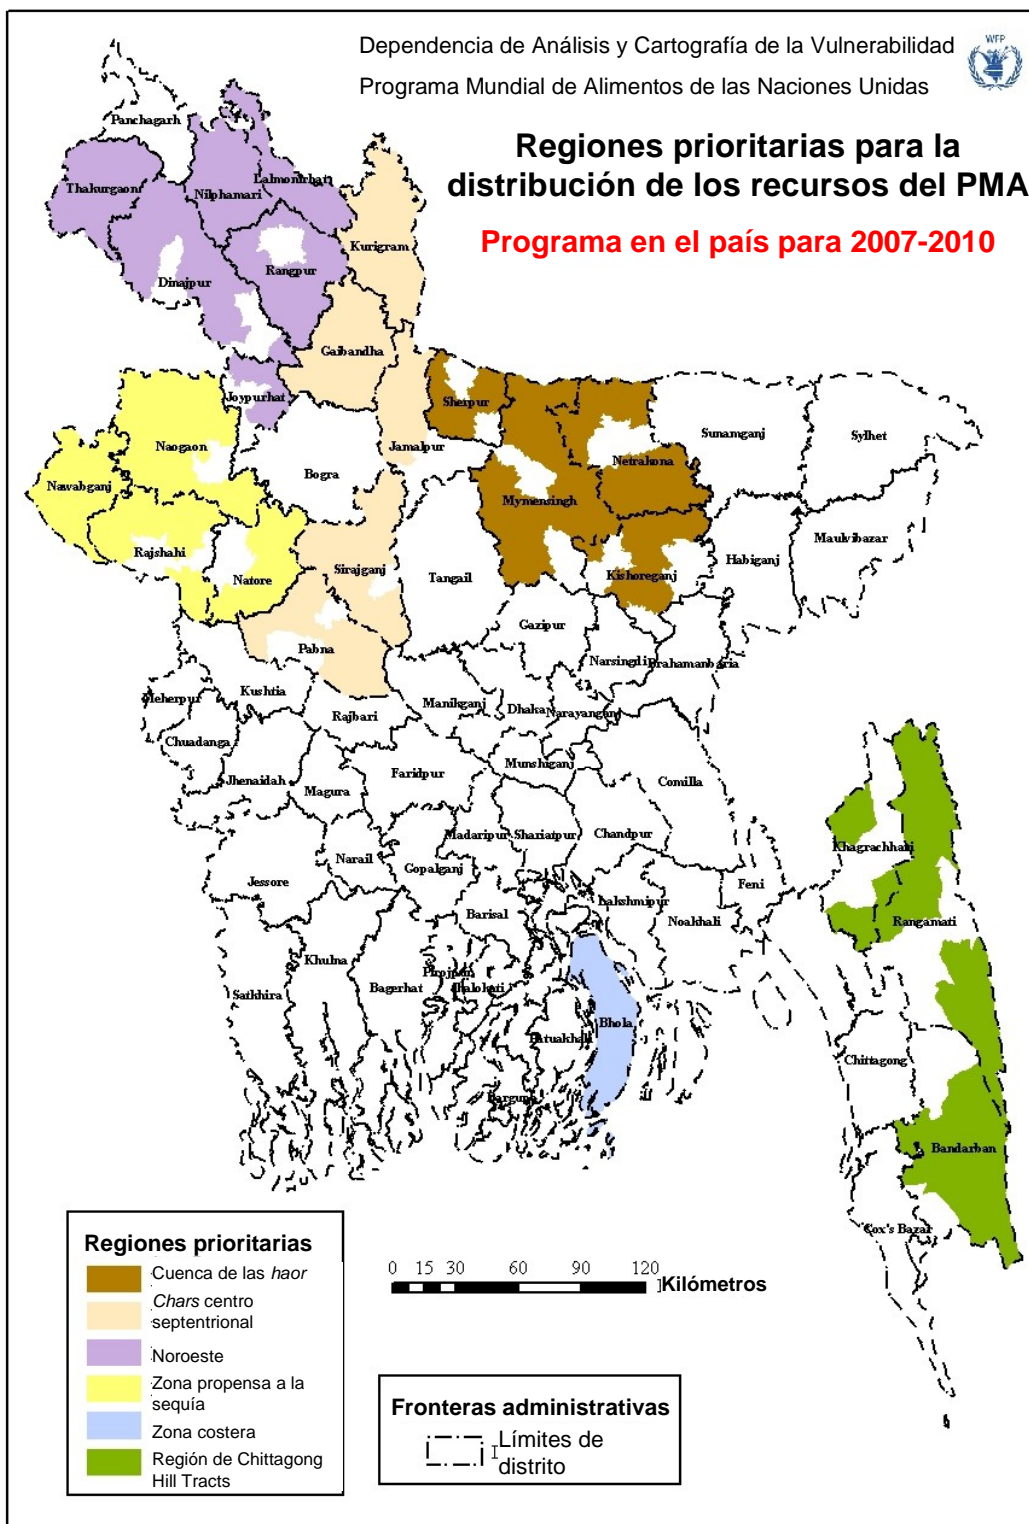 Dependencia de Análisis y Cartografía de la Vulnerabilidad
WFP
Programa Mundial de Alimentos de las Naciones Unidas
Regiones prioritarias para la
distribución de los recursos del PMA
Programa en el país para 2007-2010
Panchagarh
Thakurgaon
Nilphamari
Lalmonirhat
Kurigram
Rangpur
Dinajpur
Gaibandha
Joypurhat
Sherpur
Jamalpur
Naogaon
Bogra
Netrakona
Sunamganj
Sylhet
Nawabganj
Mymensingh
Rajshahi
Natore
Sirajganj
Tangail
Kishoreganj
Habiganj
Maulvibazar
Pabna
Gazipur
Narsingdi
Brahamanbaria
Meherpur
Kushtia
Rajbari
Manikganj
Dhaka
Narayanganj
Chuadanga
Jhenaidah
Magura
Faridpur
Munshiganj
Comilla
Madaripur
Shariatpur
Chandpur
Khagrachhari
Narail
Gopalganj
Jessore
Lakshmipur
Feni
Barisal
Noakhali
Rangamati
Khulna
Satkhira
Bagerhat
Pirojpur
Jhalokati
Patuakhali
Bhola
Chittagong
Barguna
Bandarban
Cox's Bazar
Regiones prioritarias
Cuenca de las haor
Chars centro
septentrional
Noroeste
Zona propensa a la
sequía
Zona costera
Región de Chittagong
Hill Tracts
0 15 30 60 90 120
Kilómetros
Fronteras administrativas
Límites de
distrito